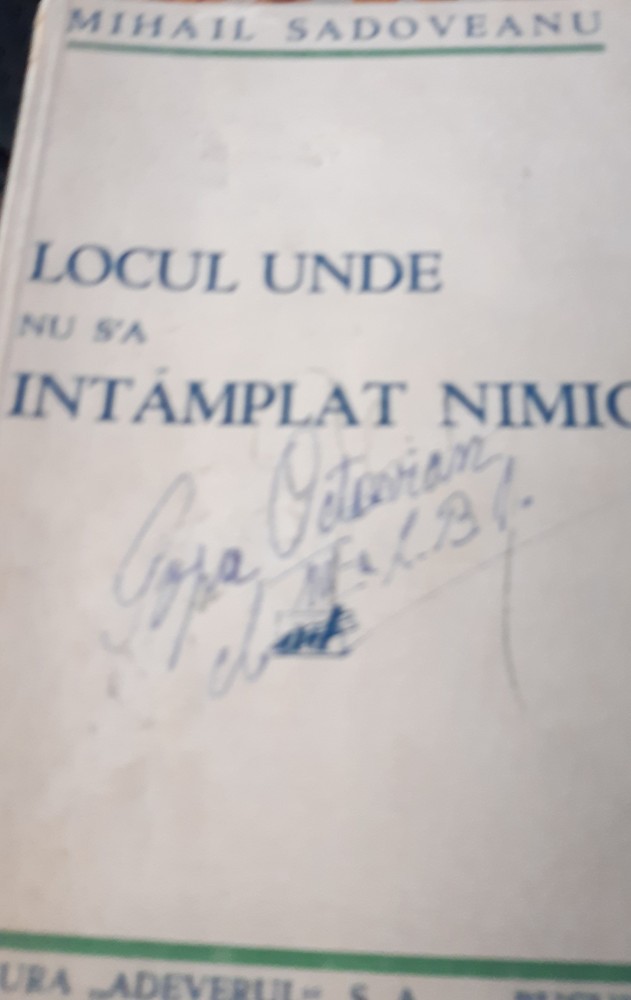 MIHAIL SADOVEANU
LOCUL UNDE
NU S'A
INTÂMPLAT NIMIC
Popa Octavian
URA „ADEVERUL" S. A.